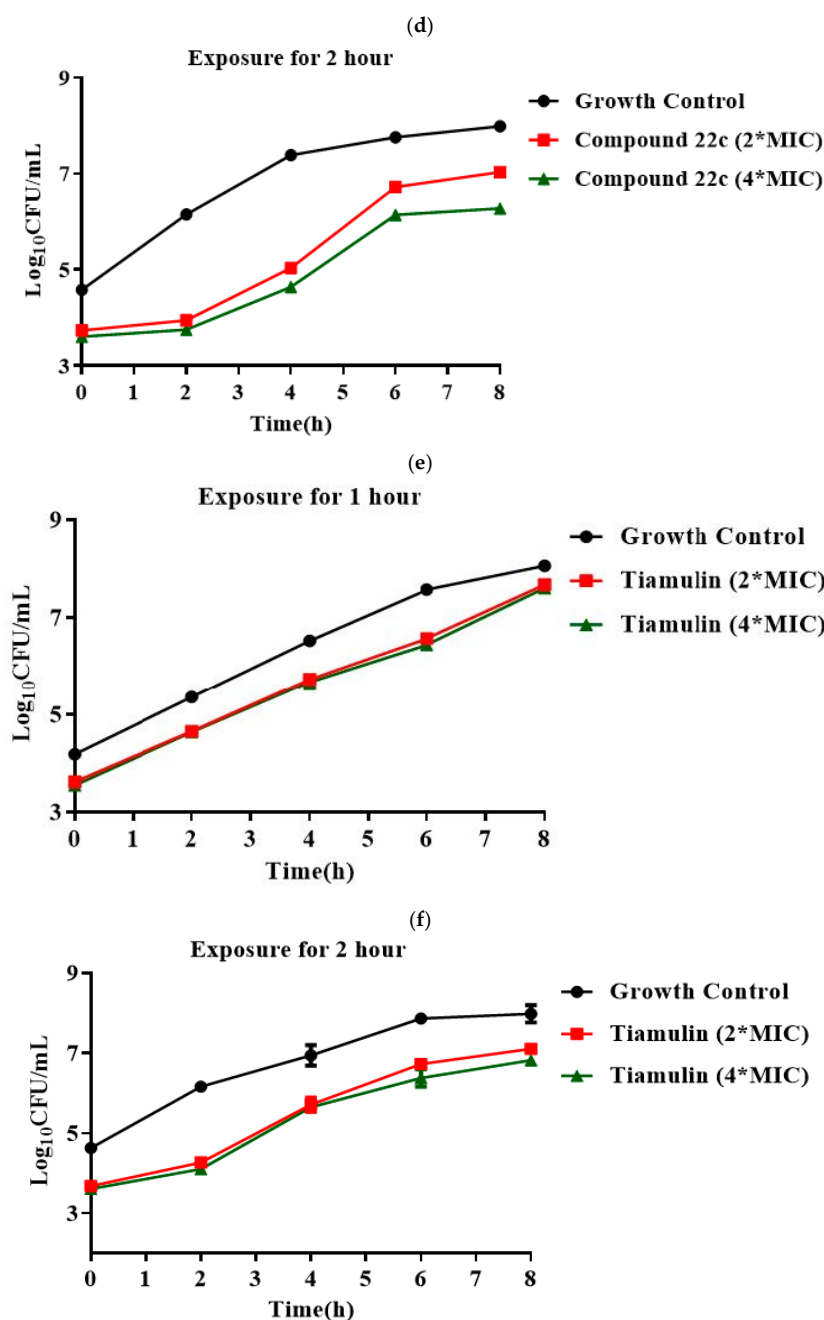 (d)
Exposure for 2 hour
9
7
5
3
Log10CFU/mL
0 1 2 3 4 5 6 7 8
Time(h)
Growth Control
Compound 22c (2*MIC)
Compound 22c (4*MIC)
(e)
Exposure for 1 hour
9
7
5
3
Log10CFU/mL
0 1 2 3 4 5 6 7 8
Time(h)
Growth Control
Tiamulin (2*MIC)
Tiamulin (4*MIC)
(f)
Exposure for 2 hour
9
7
5
3
Log10CFU/mL
0 1 2 3 4 5 6 7 8
Time(h)
Growth Control
Tiamulin (2*MIC)
Tiamulin (4*MIC)